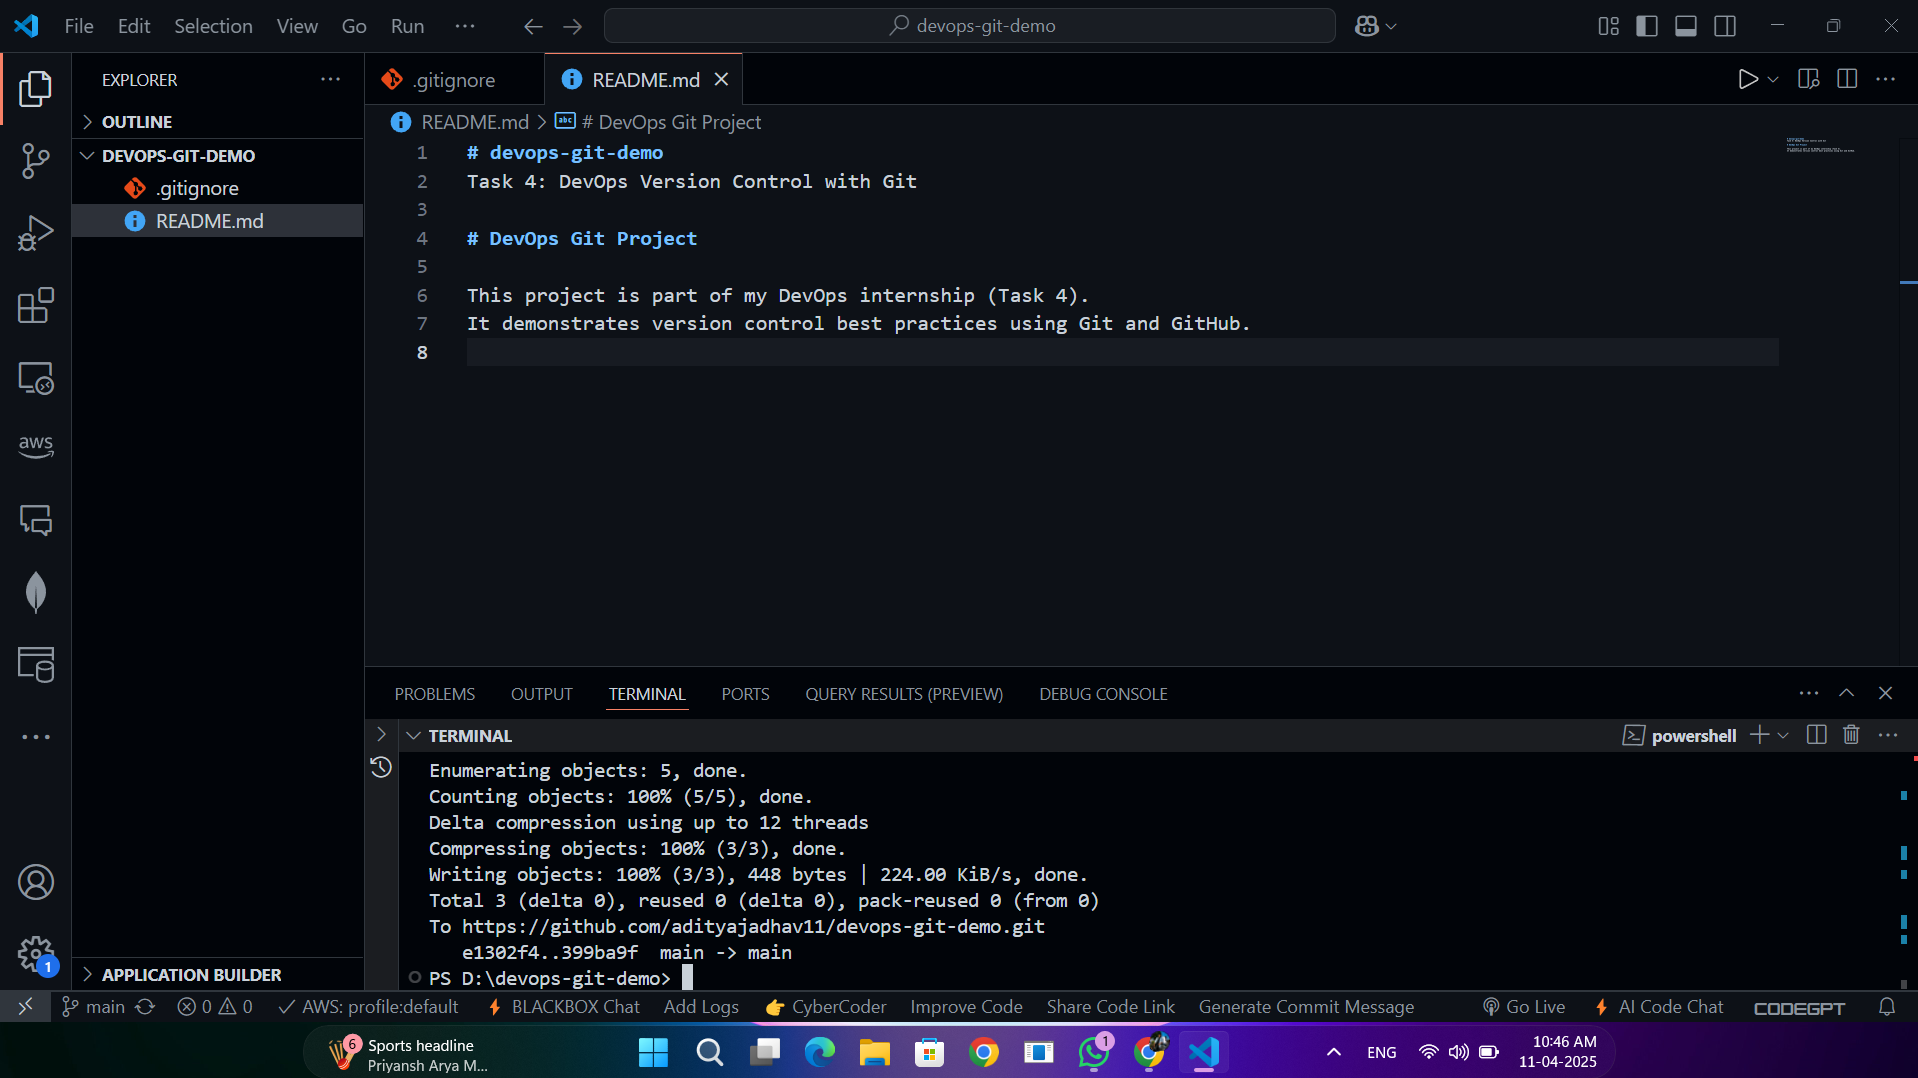 File Edit Selection View Go Run ··· devops-git-demo
EXPLORER
OUTLINE
DEVOPS-GIT-DEMO
.gitignore
README.md
APPLICATION BUILDER
aws
1
.gitignore README.md
README.md > # DevOps Git Project
1 # devops-git-demo
2 Task 4: DevOps Version Control with Git
3
4 # DevOps Git Project
5
6 This project is part of my DevOps internship (Task 4).
7 It demonstrates version control best practices using Git and GitHub.
8
PROBLEMS OUTPUT TERMINAL PORTS QUERY RESULTS (PREVIEW) DEBUG CONSOLE
TERMINAL powershell
Enumerating objects: 5, done.
Counting objects: 100% (5/5), done.
Delta compression using up to 12 threads
Compressing objects: 100% (3/3), done.
Writing objects: 100% (3/3), 448 bytes | 224.00 KiB/s, done.
Total 3 (delta 0), reused 0 (delta 0), pack-reused 0 (from 0)
To https://github.com/adityajadhav11/devops-git-demo.git
e1302f4..399ba9f main -> main
PS D:\devops-git-demo>
main 0 0 AWS: profile:default BLACKBOX Chat Add Logs CyberCoder Improve Code Share Code Link Generate Commit Message Go Live AI Code Chat CODEGPT
6 Sports headline
Priyansh Arya M...
1
ENG
10:46 AM
11-04-2025